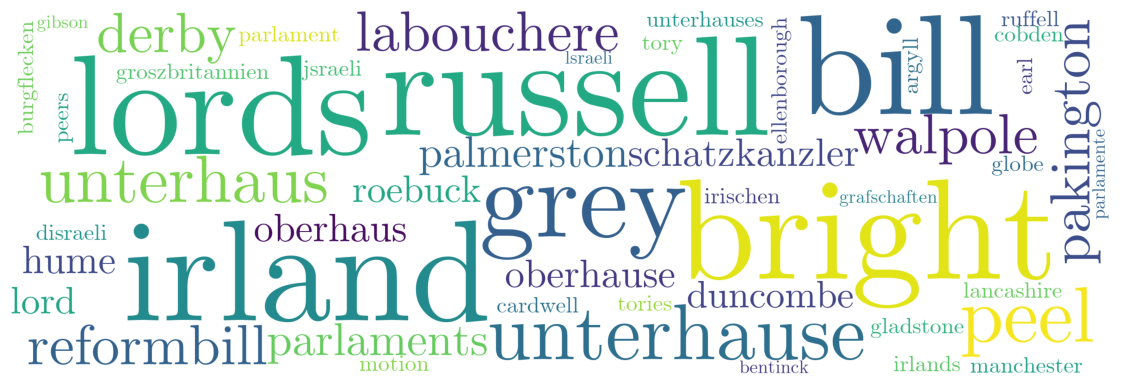 gibson
derby
parlament
labouchere
unterhauses
ruffell
cobden
burgflecken
groszbritannien
jsraeli
lsraeli
tory
ellenborough
argyll
earl
pakington
peers
lords
russell
bill
walpole
palmerston
schatzkanzler
globe
parlamente
unterhaus
roebuck
grey
irischen
grafschaften
bright
disraeli
oberhaus
hume
irland
oberhause
duncombe
lord
cardwell
tories
lancashire
peel
reformbill
parlaments
unterhause
gladstone
motion
bentinck
irlands
manchester